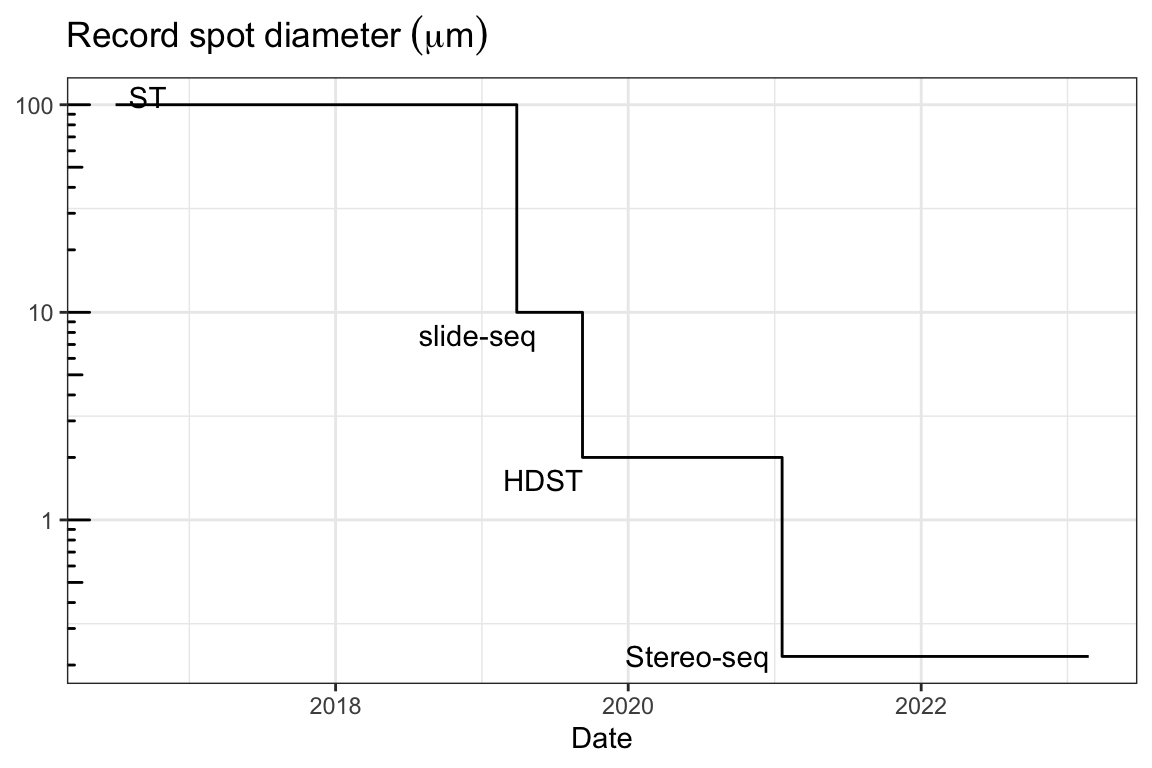 Record spot diameter (μm)
100
ST
10
slide-seq
HDST
1
Stereo-seq
2018 2020 2022
Date